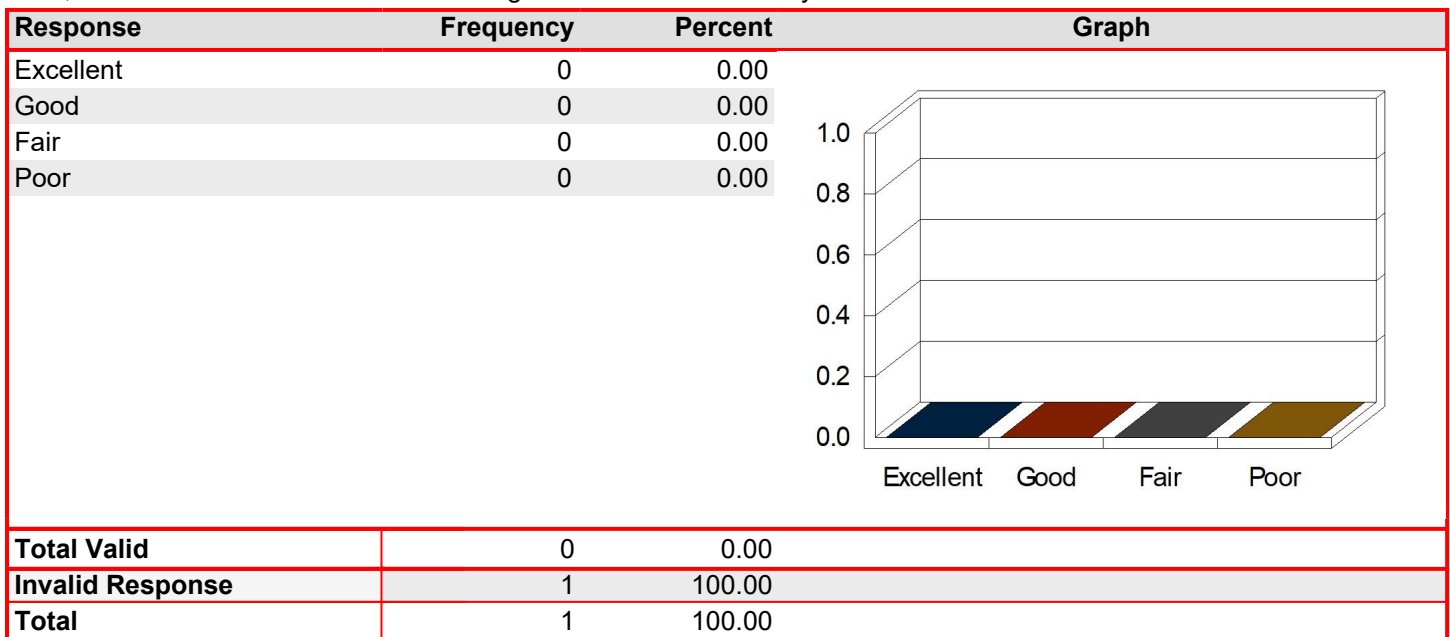 Response Frequency Percent Graph
Excellent 0 0.00
Good 0 0.00
Fair 0 0.00
Poor 0 0.00
1.0
0.8
0.6
0.4
0.2
0.0
Excellent Good Fair Poor
Total Valid 0 0.00
Invalid Response 1 100.00
Total 1 100.00